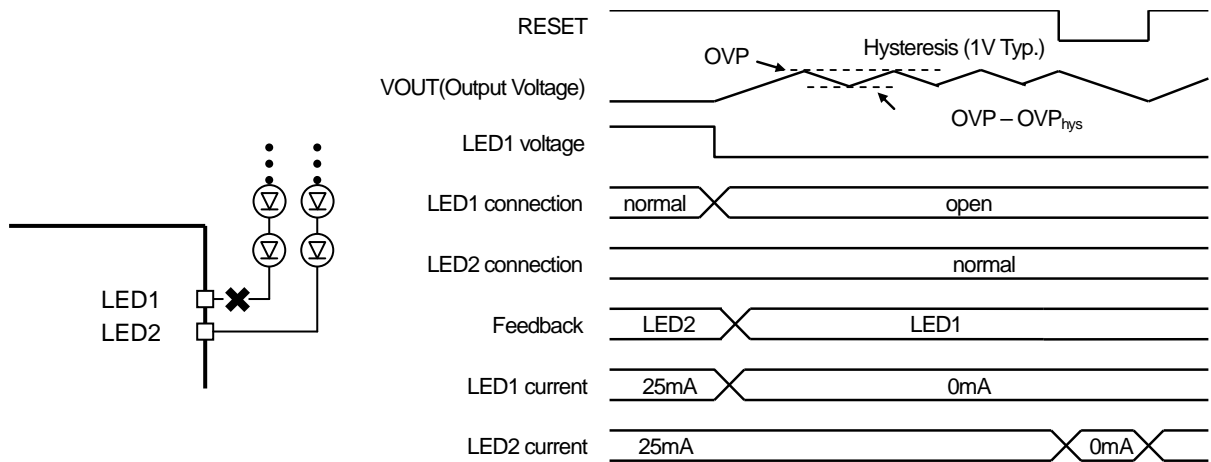 RESET
Hysteresis (1V Typ.)
OVP
VOUT(Output Voltage)
OVP – OVPhys
LED1 voltage
LED1 connection
normal
open
LED2 connection
normal
LED1
LED2
Feedback
LED2
LED1
LED1 current
25mA
0mA
LED2 current
25mA
0mA